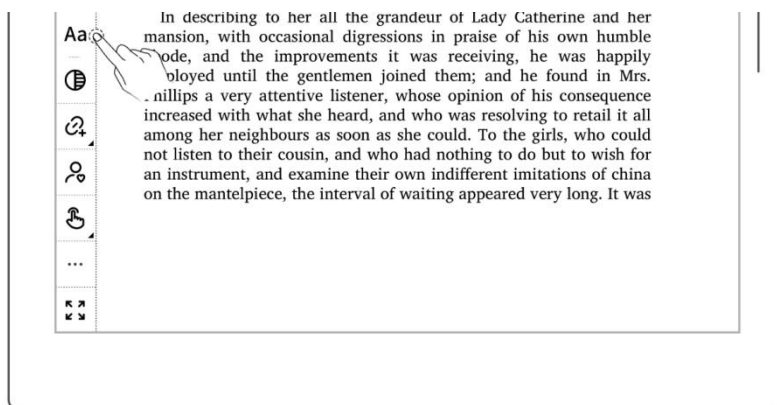 In describing to her all the grandeur of Lady Catherine and her
Aa mansion, with occasional digressions in praise of his own humble
and the improvements it was receiving, he was happily
until the gentlemen joined them; and he found in Mrs.
a very attentive listener, whose opinion of his consequence
increased with what she heard, and who was resolving to retail it all
among her neighbours as soon as she could. To the girls, who could
not listen to their cousin, and who had nothing to do but to wish for
an instrument, and examine their own indifferent imitations of china
on the mantelpiece, the interval of waiting appeared very long. It was